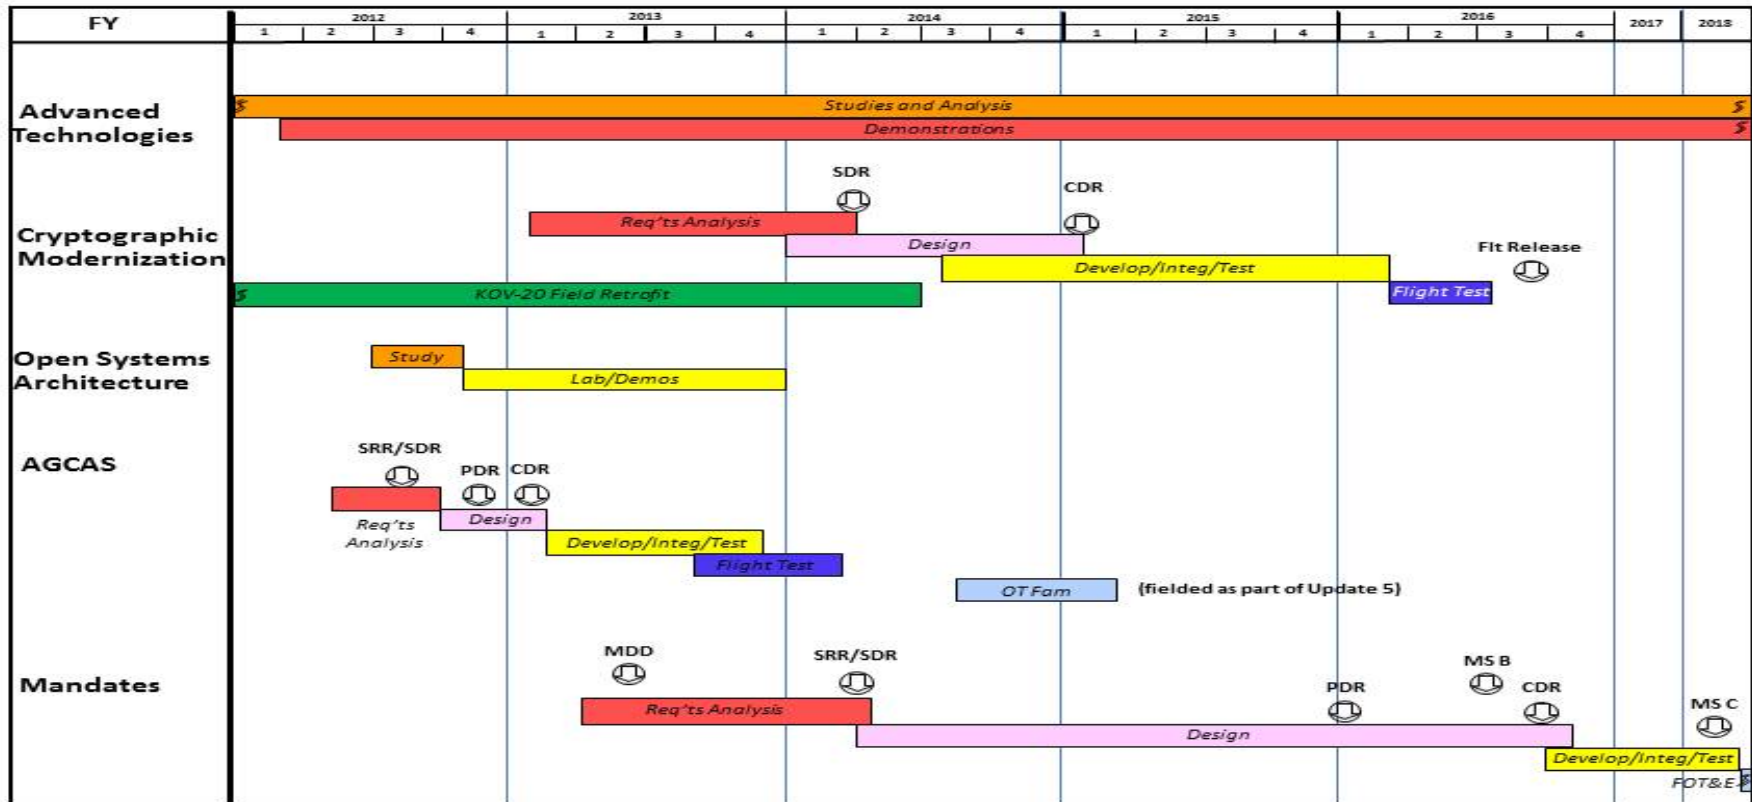 FY
2012 2013 2014 2015 2016 2017 2018
1 2 3 4 1 2 3 4 1 2 3 4 1 2 3 4 1 2 3 4
Advanced
Technologies
Studies and Analysis
Demonstrations
Cryptographic
Modernization
SDR
CDR
Req'ts Analysis
Design
Flt Release
Develop/Integ/Test
KOV-20 Field Retrofit
Flight Test
Open Systems
Architecture
Study
Lab/Demos
AGCAS
SRR/SDR
PDR CDR
Req'ts
Analysis
Design
Develop/Integ/Test
Flight Test
OT Fam
(fielded as part of Update 5)
Mandates
MDD
SRR/SDR
PDR
MS B
CDR
MS C
Req'ts Analysis
Design
Develop/Integ/Test
FOT&E